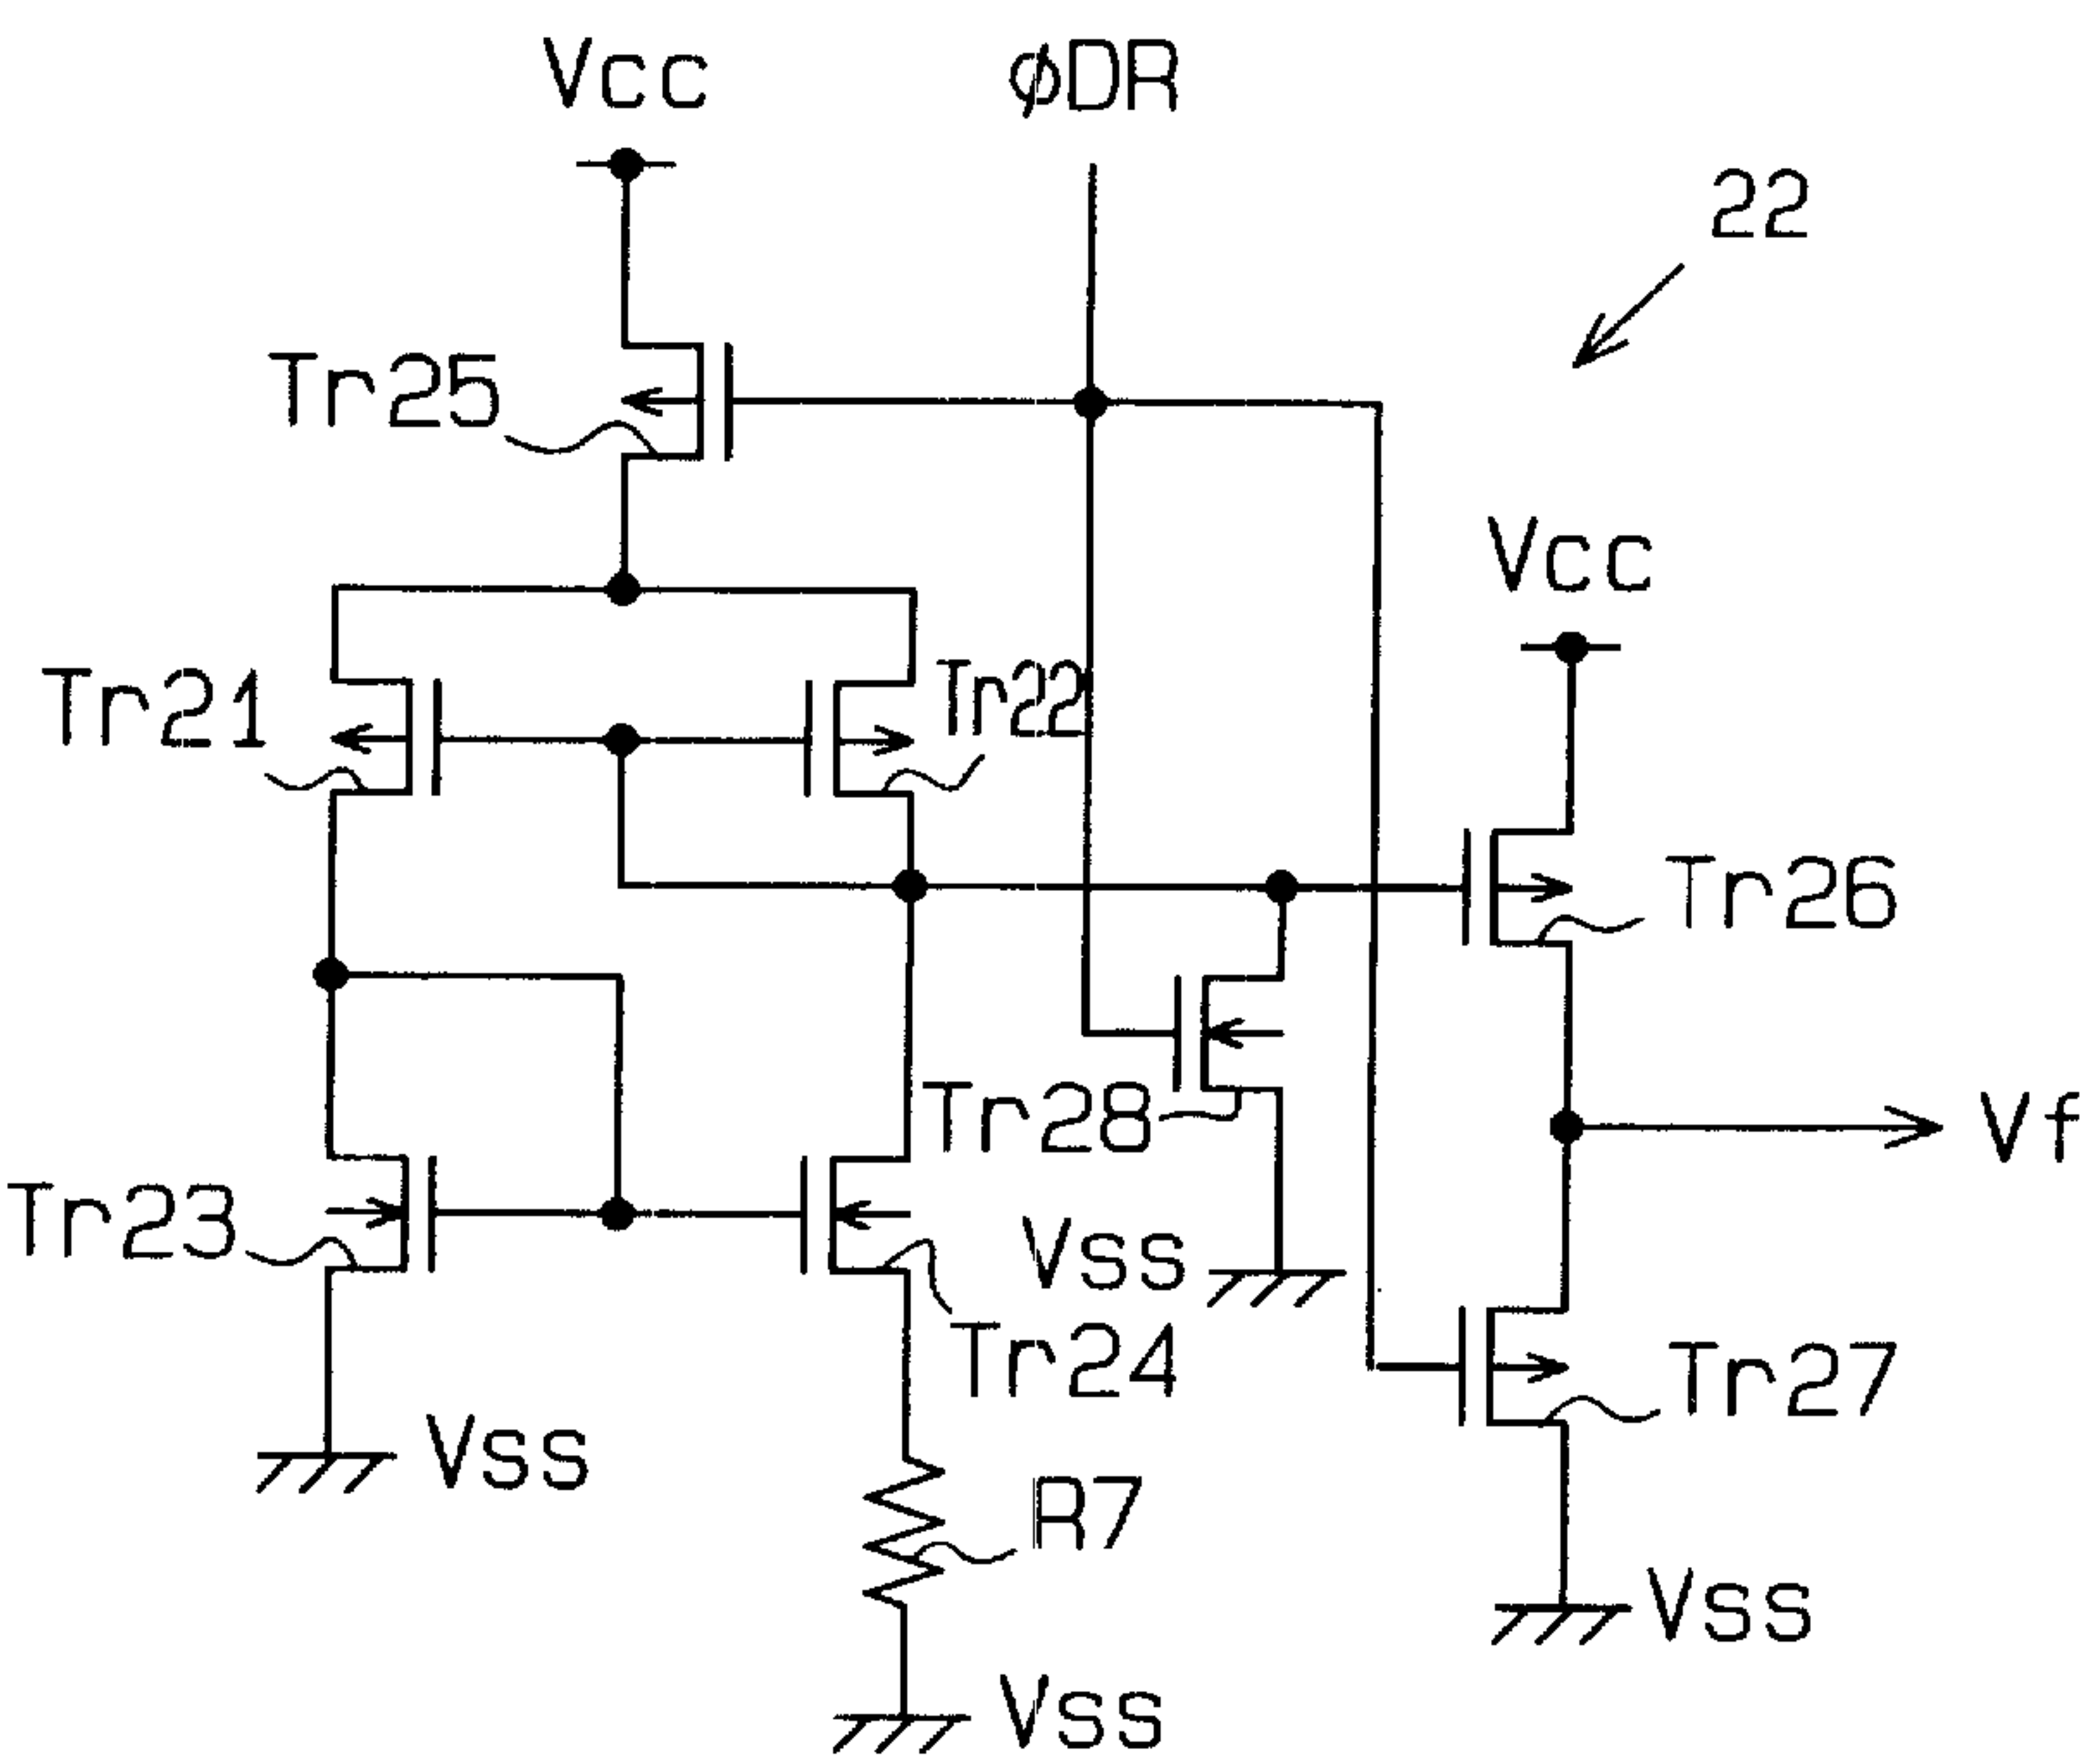 Vcc
φDR
22
Tr25
Vcc
Tr21
Tr22
Tr26
Tr28
Vf
Tr23
Vss
Tr24
Tr27
Vss
R7
Vss
Vss